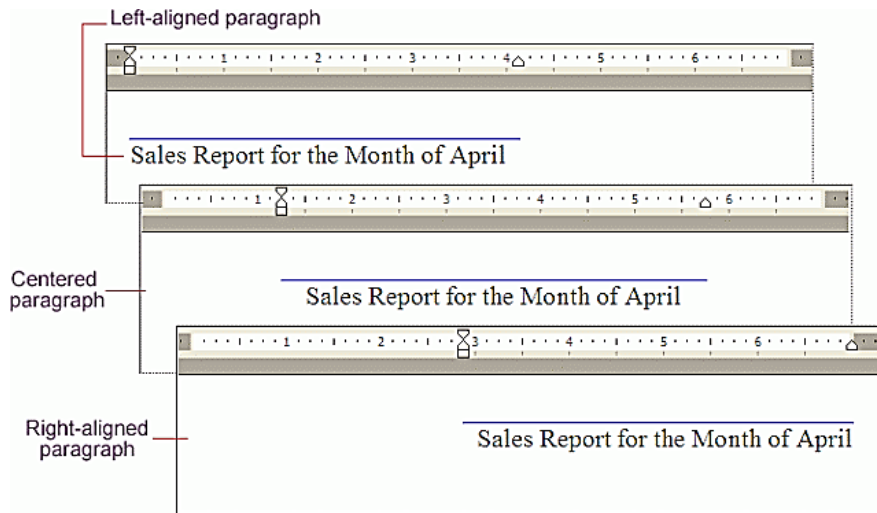 Left-aligned paragraph
1 2 3 4 5 6
Sales Report for the Month of April
1 2 3 4 5 6
Centered
paragraph
Sales Report for the Month of April
1 2 3 4 5 6
Right-aligned
paragraph
Sales Report for the Month of April